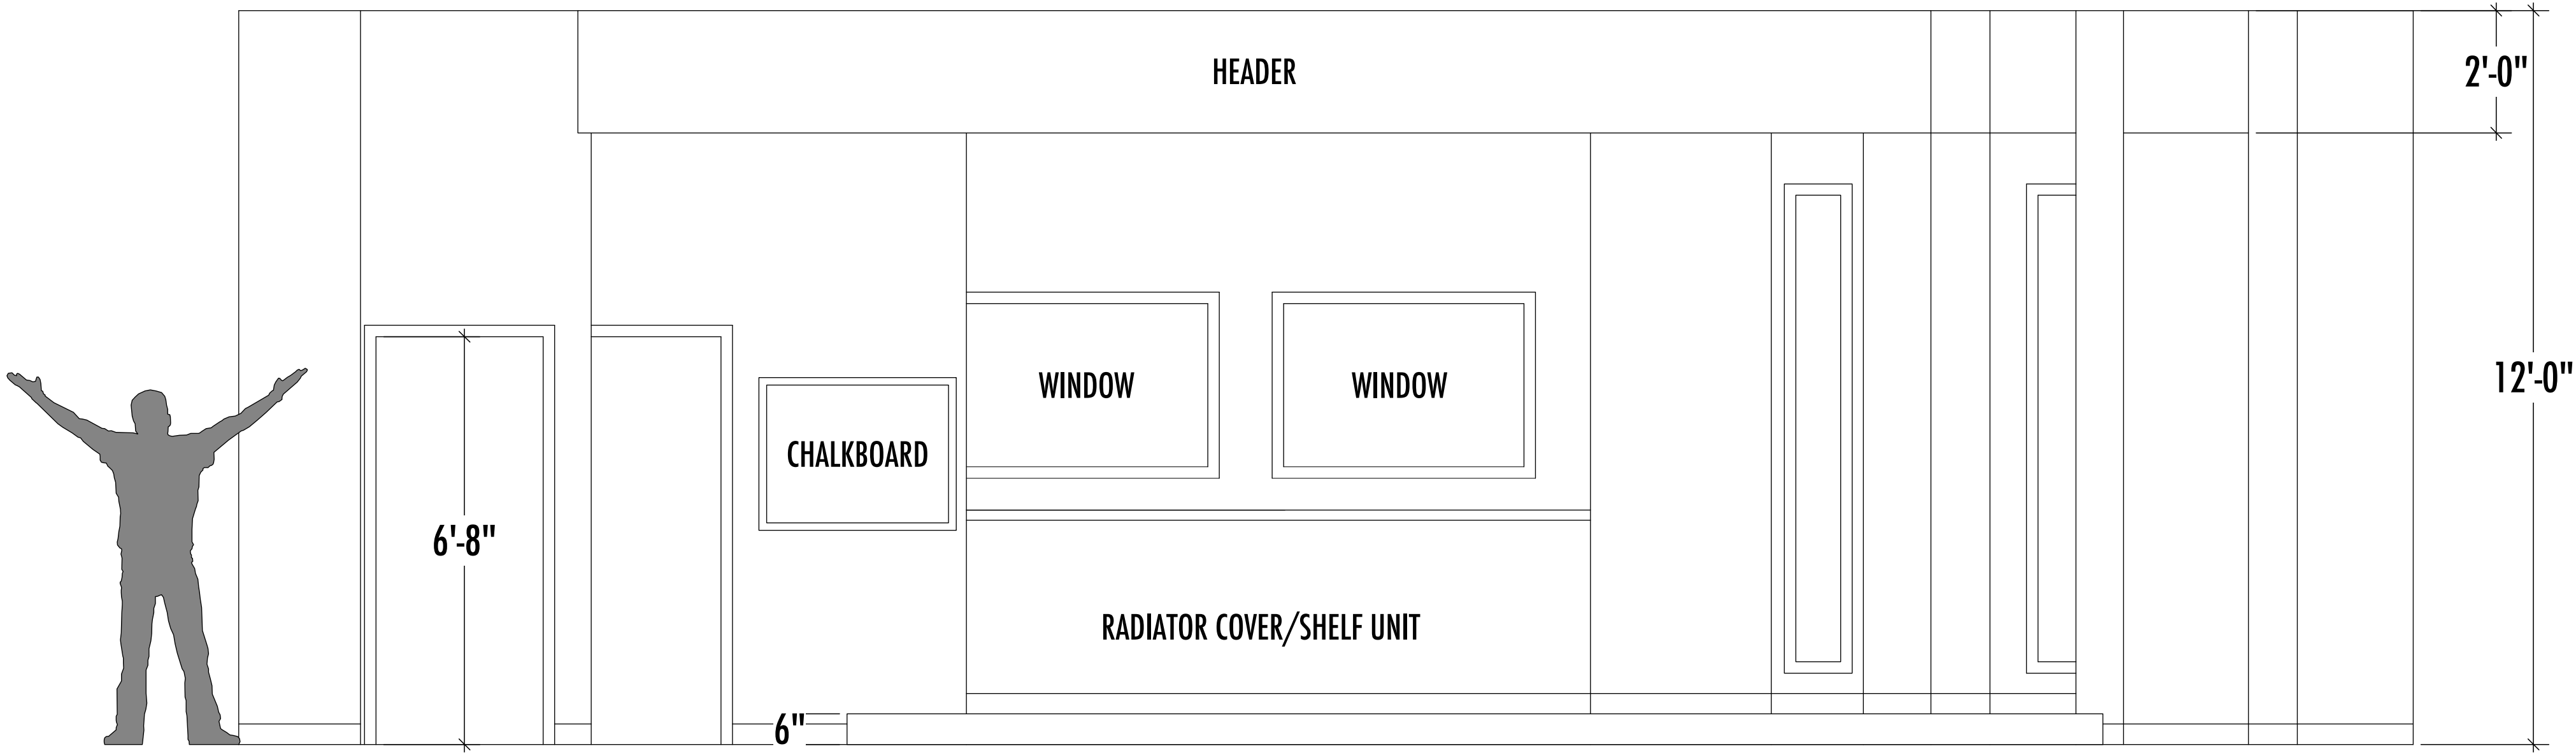 HEADER
2'-0"
12'-0"
WINDOW
WINDOW
CHALKBOARD
6'-8"
RADIATOR COVER/SHELF UNIT
6"